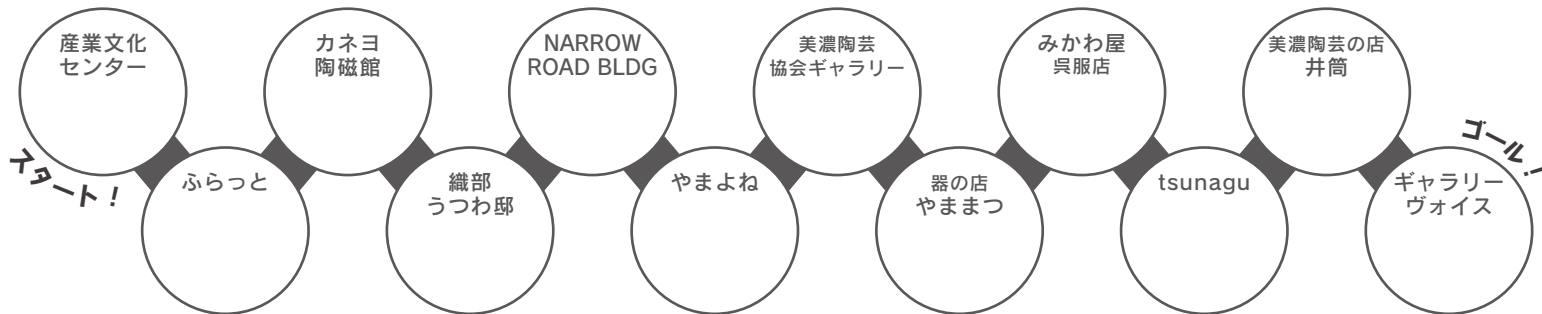 スタート！
産業文化
センター
ふらっと
カネヨ
陶磁館
織部
うつわ邸
NARROW
ROAD BLDG
やまよね
美濃陶芸
協会ギャラリー
器の店
やままつ
みかわ屋
呉服店
tsunagu
美濃陶芸の店
井筒
ギャラリー
ヴォイス
ゴール！